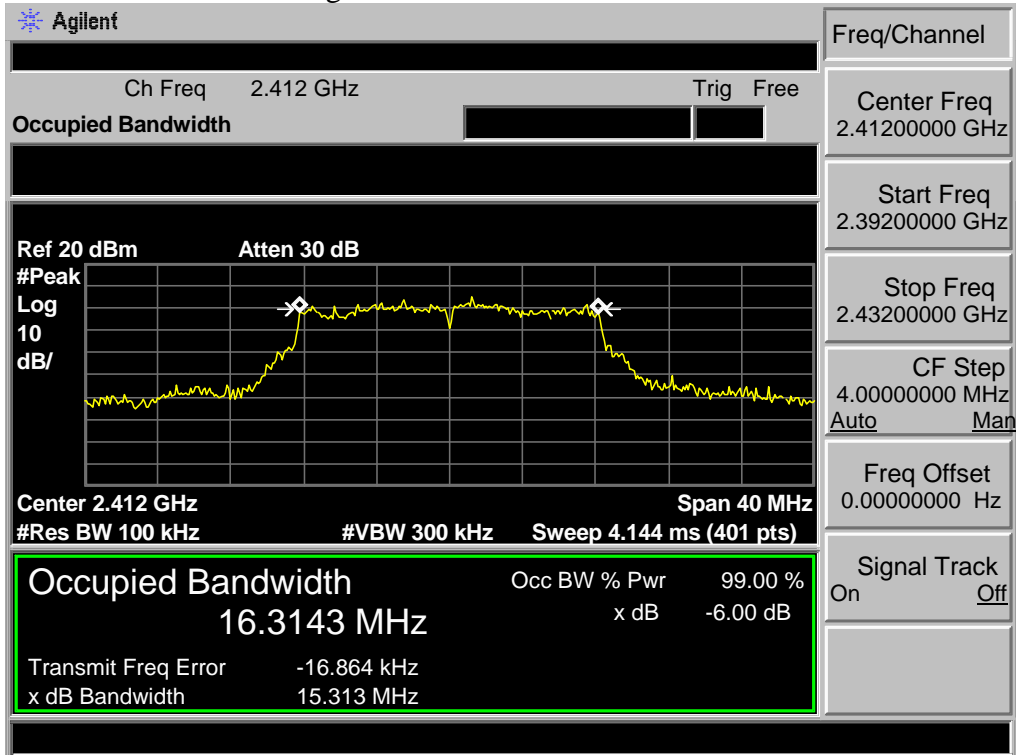 Agilent
Ch Freq 2.412 GHz Trig Free
Occupied Bandwidth
Ref 20 dBm Atten 30 dB
#Peak
Log
10
dB/
Center 2.412 GHz Span 40 MHz
#Res BW 100 kHz #VBW 300 kHz Sweep 4.144 ms (401 pts)
Occupied Bandwidth Occ BW % Pwr 99.00 %
16.3143 MHz x dB -6.00 dB
Transmit Freq Error -16.864 kHz
x dB Bandwidth 15.313 MHz
Freq/Channel
Center Freq
2.41200000 GHz
Start Freq
2.39200000 GHz
Stop Freq
2.43200000 GHz
CF Step
4.00000000 MHz
Auto Man
Freq Offset
0.00000000 Hz
Signal Track
On Off